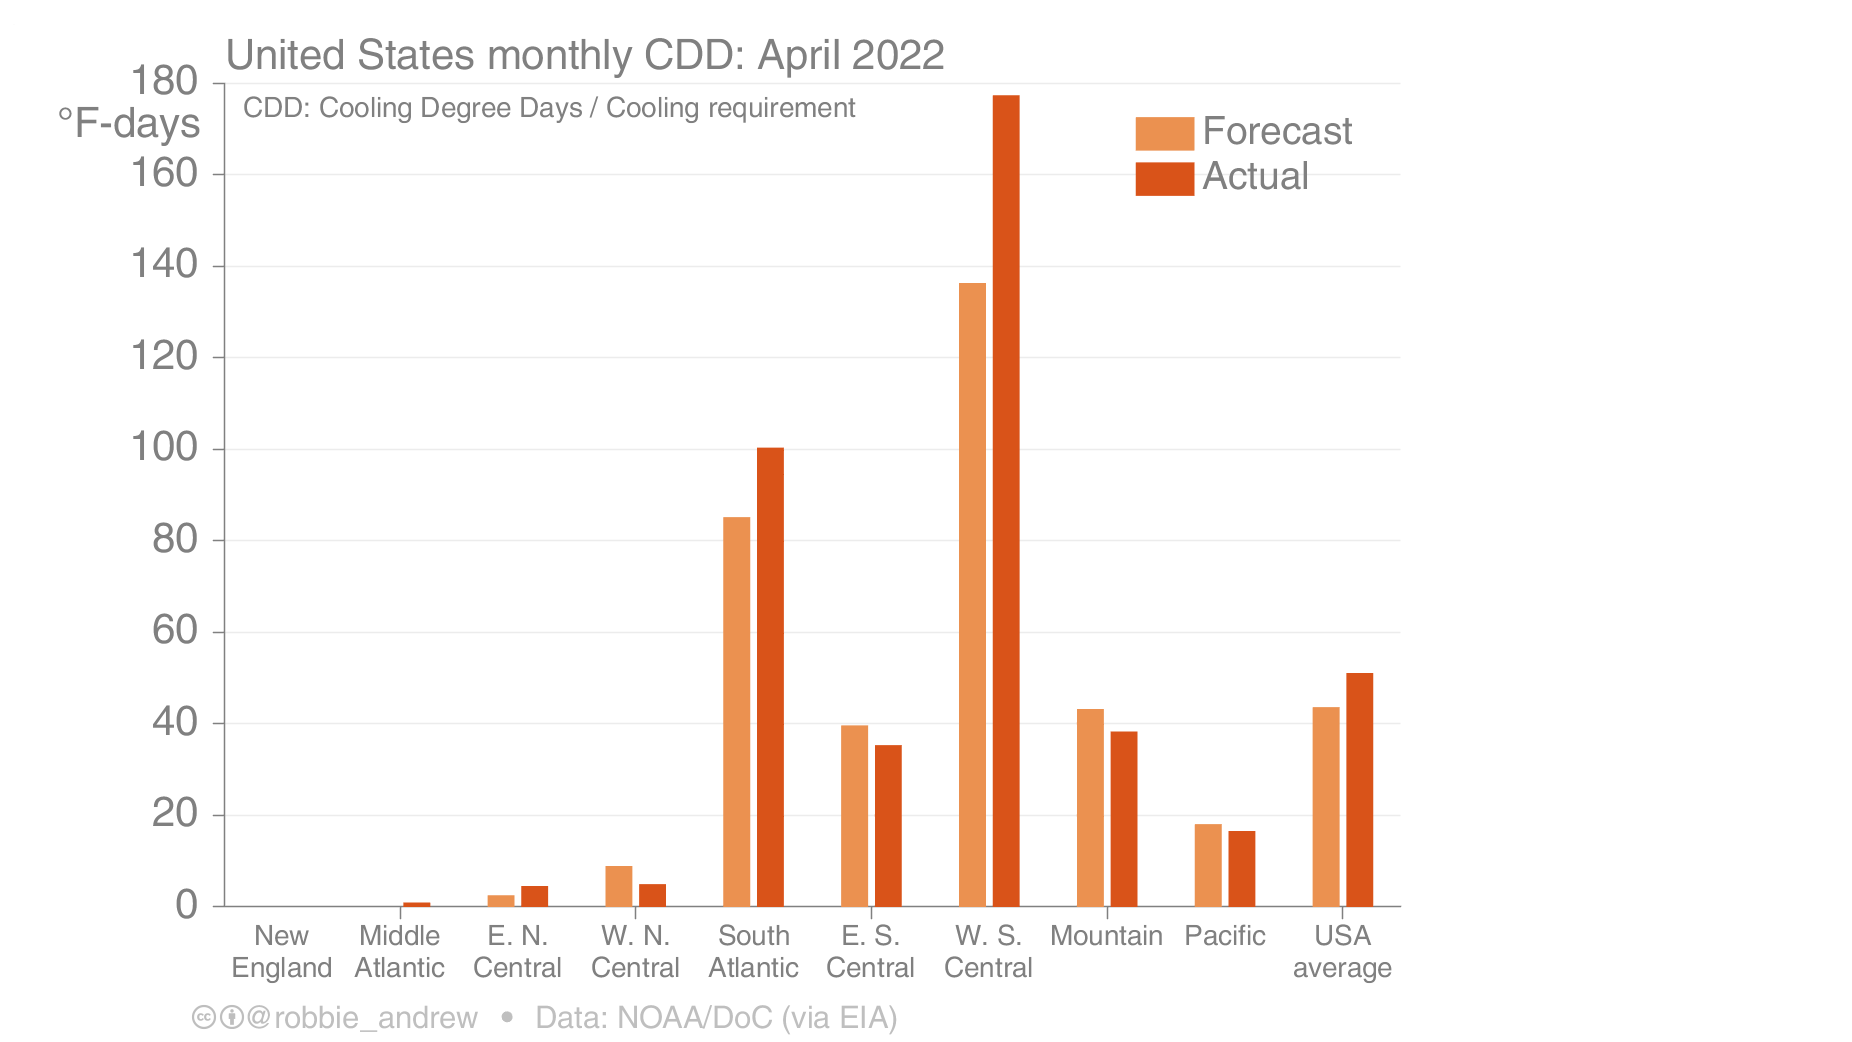 United States monthly CDD: April 2022
180
°F-days
CDD: Cooling Degree Days / Cooling requirement
Forecast
Actual
160
140
120
100
80
60
40
20
0
New England
Middle Atlantic
E. N. Central
W. N. Central
South Atlantic
E. S. Central
W. S. Central
Mountain
Pacific
USA average
@robbie_andrew • Data: NOAA/DoC (via EIA)